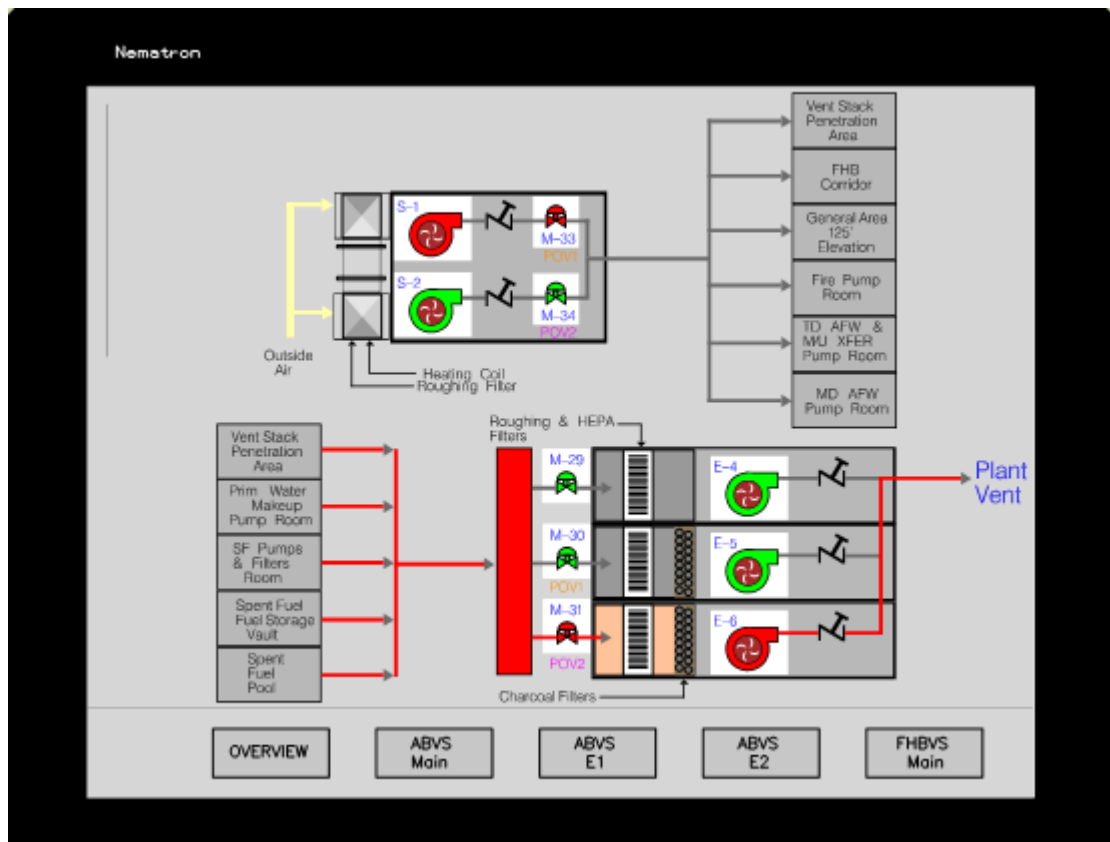 Nematron
Vent Stack
Penetration
Area
FHB
Corridor
General Area
125'
Elevation
Fire Pump
Room
TD AFW &
M/U XFER
Pump Room
MD AFW
Pump Room
S-1
M-33
POV1
S-2
M-34
POV2
Outside
Air
Heating Coil
Roughing Filter
Roughing & HEPA
Filters
Vent Stack
Penetration
Area
Prim Water
Makeup
Pump Room
SF Pumps
& Filters
Room
Spent Fuel
Fuel Storage
Vault
Spent
Fuel
Pool
M-29
M-30
POV1
M-31
POV2
E-4
E-5
E-6
Plant
Vent
Charcoal Filters
OVERVIEW
ABVS
Main
ABVS
E1
ABVS
E2
FHBVS
Main